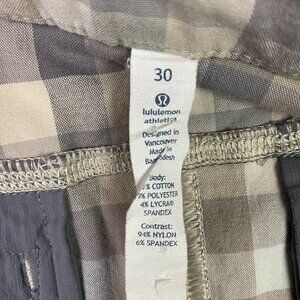 30
lululemon
athletica
Designed in
Vancouver
Made in
Body:
COTTON
POLYESTER
4% LYCRA®
SPANDEX
Contrast:
94% NYLON
6% SPANDEX